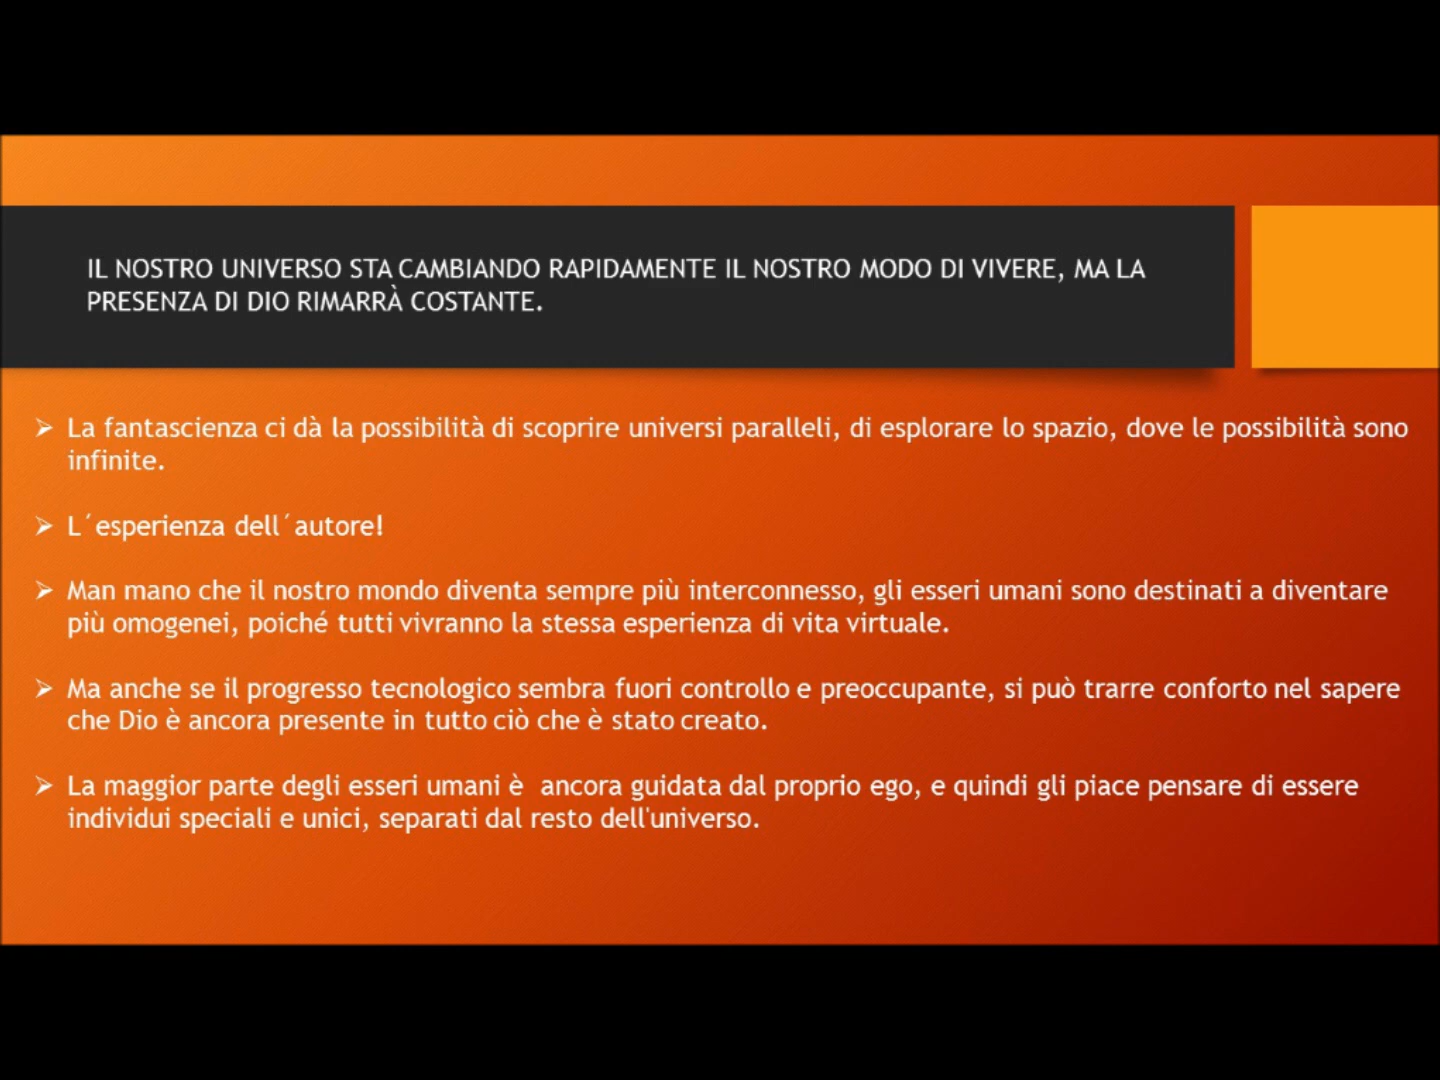 IL NOSTRO UNIVERSO STA CAMBIANDO RAPIDAMENTE IL NOSTRO MODO DI VIVERE, MA LA
PRESENZA DI DIO RIMARRÀ COSTANTE.
➢ La fantascienza ci dà la possibilità di scoprire universi paralleli, di esplorare lo spazio, dove le possibilità sono
infinite.
➢ L´esperienza dell´autore!
➢ Man mano che il nostro mondo diventa sempre più interconnesso, gli esseri umani sono destinati a diventare
più omogenei, poiché tutti vivranno la stessa esperienza di vita virtuale.
➢ Ma anche se il progresso tecnologico sembra fuori controllo e preoccupante, si può trarre conforto nel sapere
che Dio è ancora presente in tutto ciò che è stato creato.
➢ La maggior parte degli esseri umani è  ancora guidata dal proprio ego, e quindi gli piace pensare di essere
individui speciali e unici, separati dal resto dell'universo.